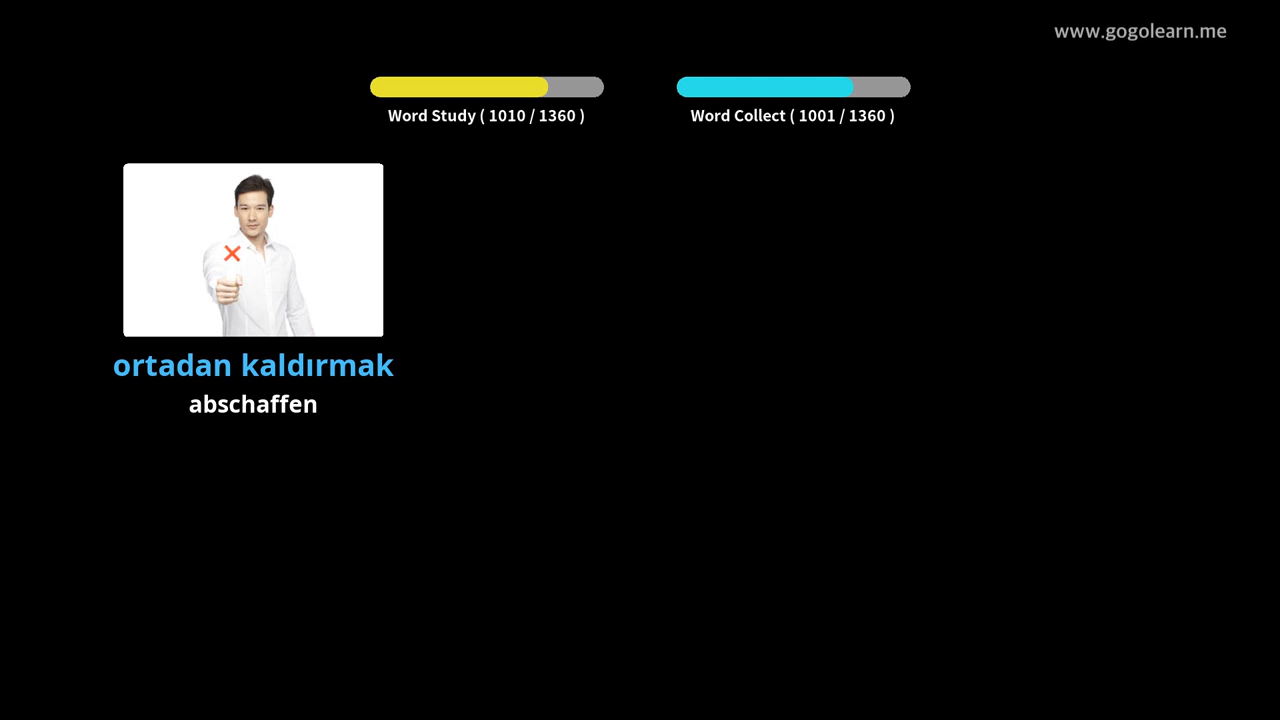 www.gogolearn.me
Word Study ( 1010 / 1360 )
Word Collect ( 1001 / 1360 )
ortadan kaldırmak
abschaffen